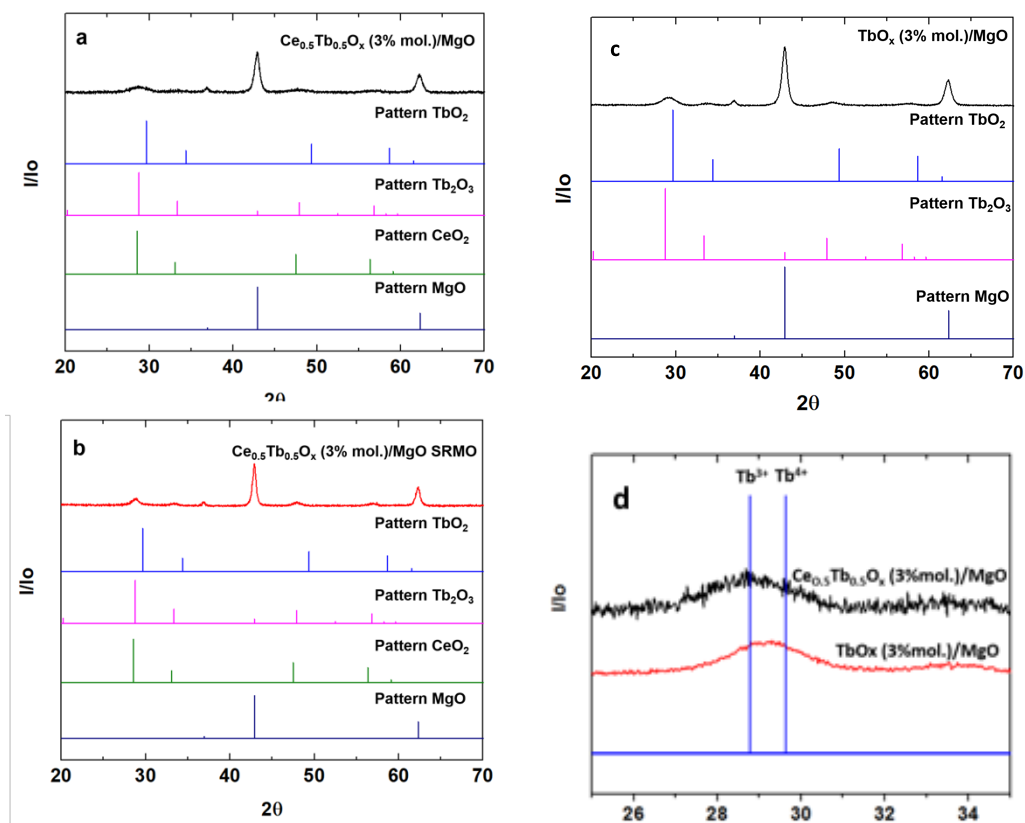 a
Ce₀.₅Tb₀.₅Oₓ (3% mol.)/MgO
Pattern TbO₂
Pattern Tb₂O₃
Pattern CeO₂
Pattern MgO
I/Io
20 30 40 50 60 70
2θ
c
TbOₓ (3% mol.)/MgO
Pattern TbO₂
Pattern Tb₂O₃
Pattern MgO
I/Io
20 30 40 50 60 70
2θ
b
Ce₀.₅Tb₀.₅Oₓ (3% mol.)/MgO SRMO
Pattern TbO₂
Pattern Tb₂O₃
Pattern CeO₂
Pattern MgO
I/Io
20 30 40 50 60 70
2θ
d
Tb³⁺ Tb⁴⁺
Ce₀.₅Tb₀.₅Oₓ (3%mol.)/MgO
TbOx (3%mol.)/MgO
I/Io
26 28 30 32 34